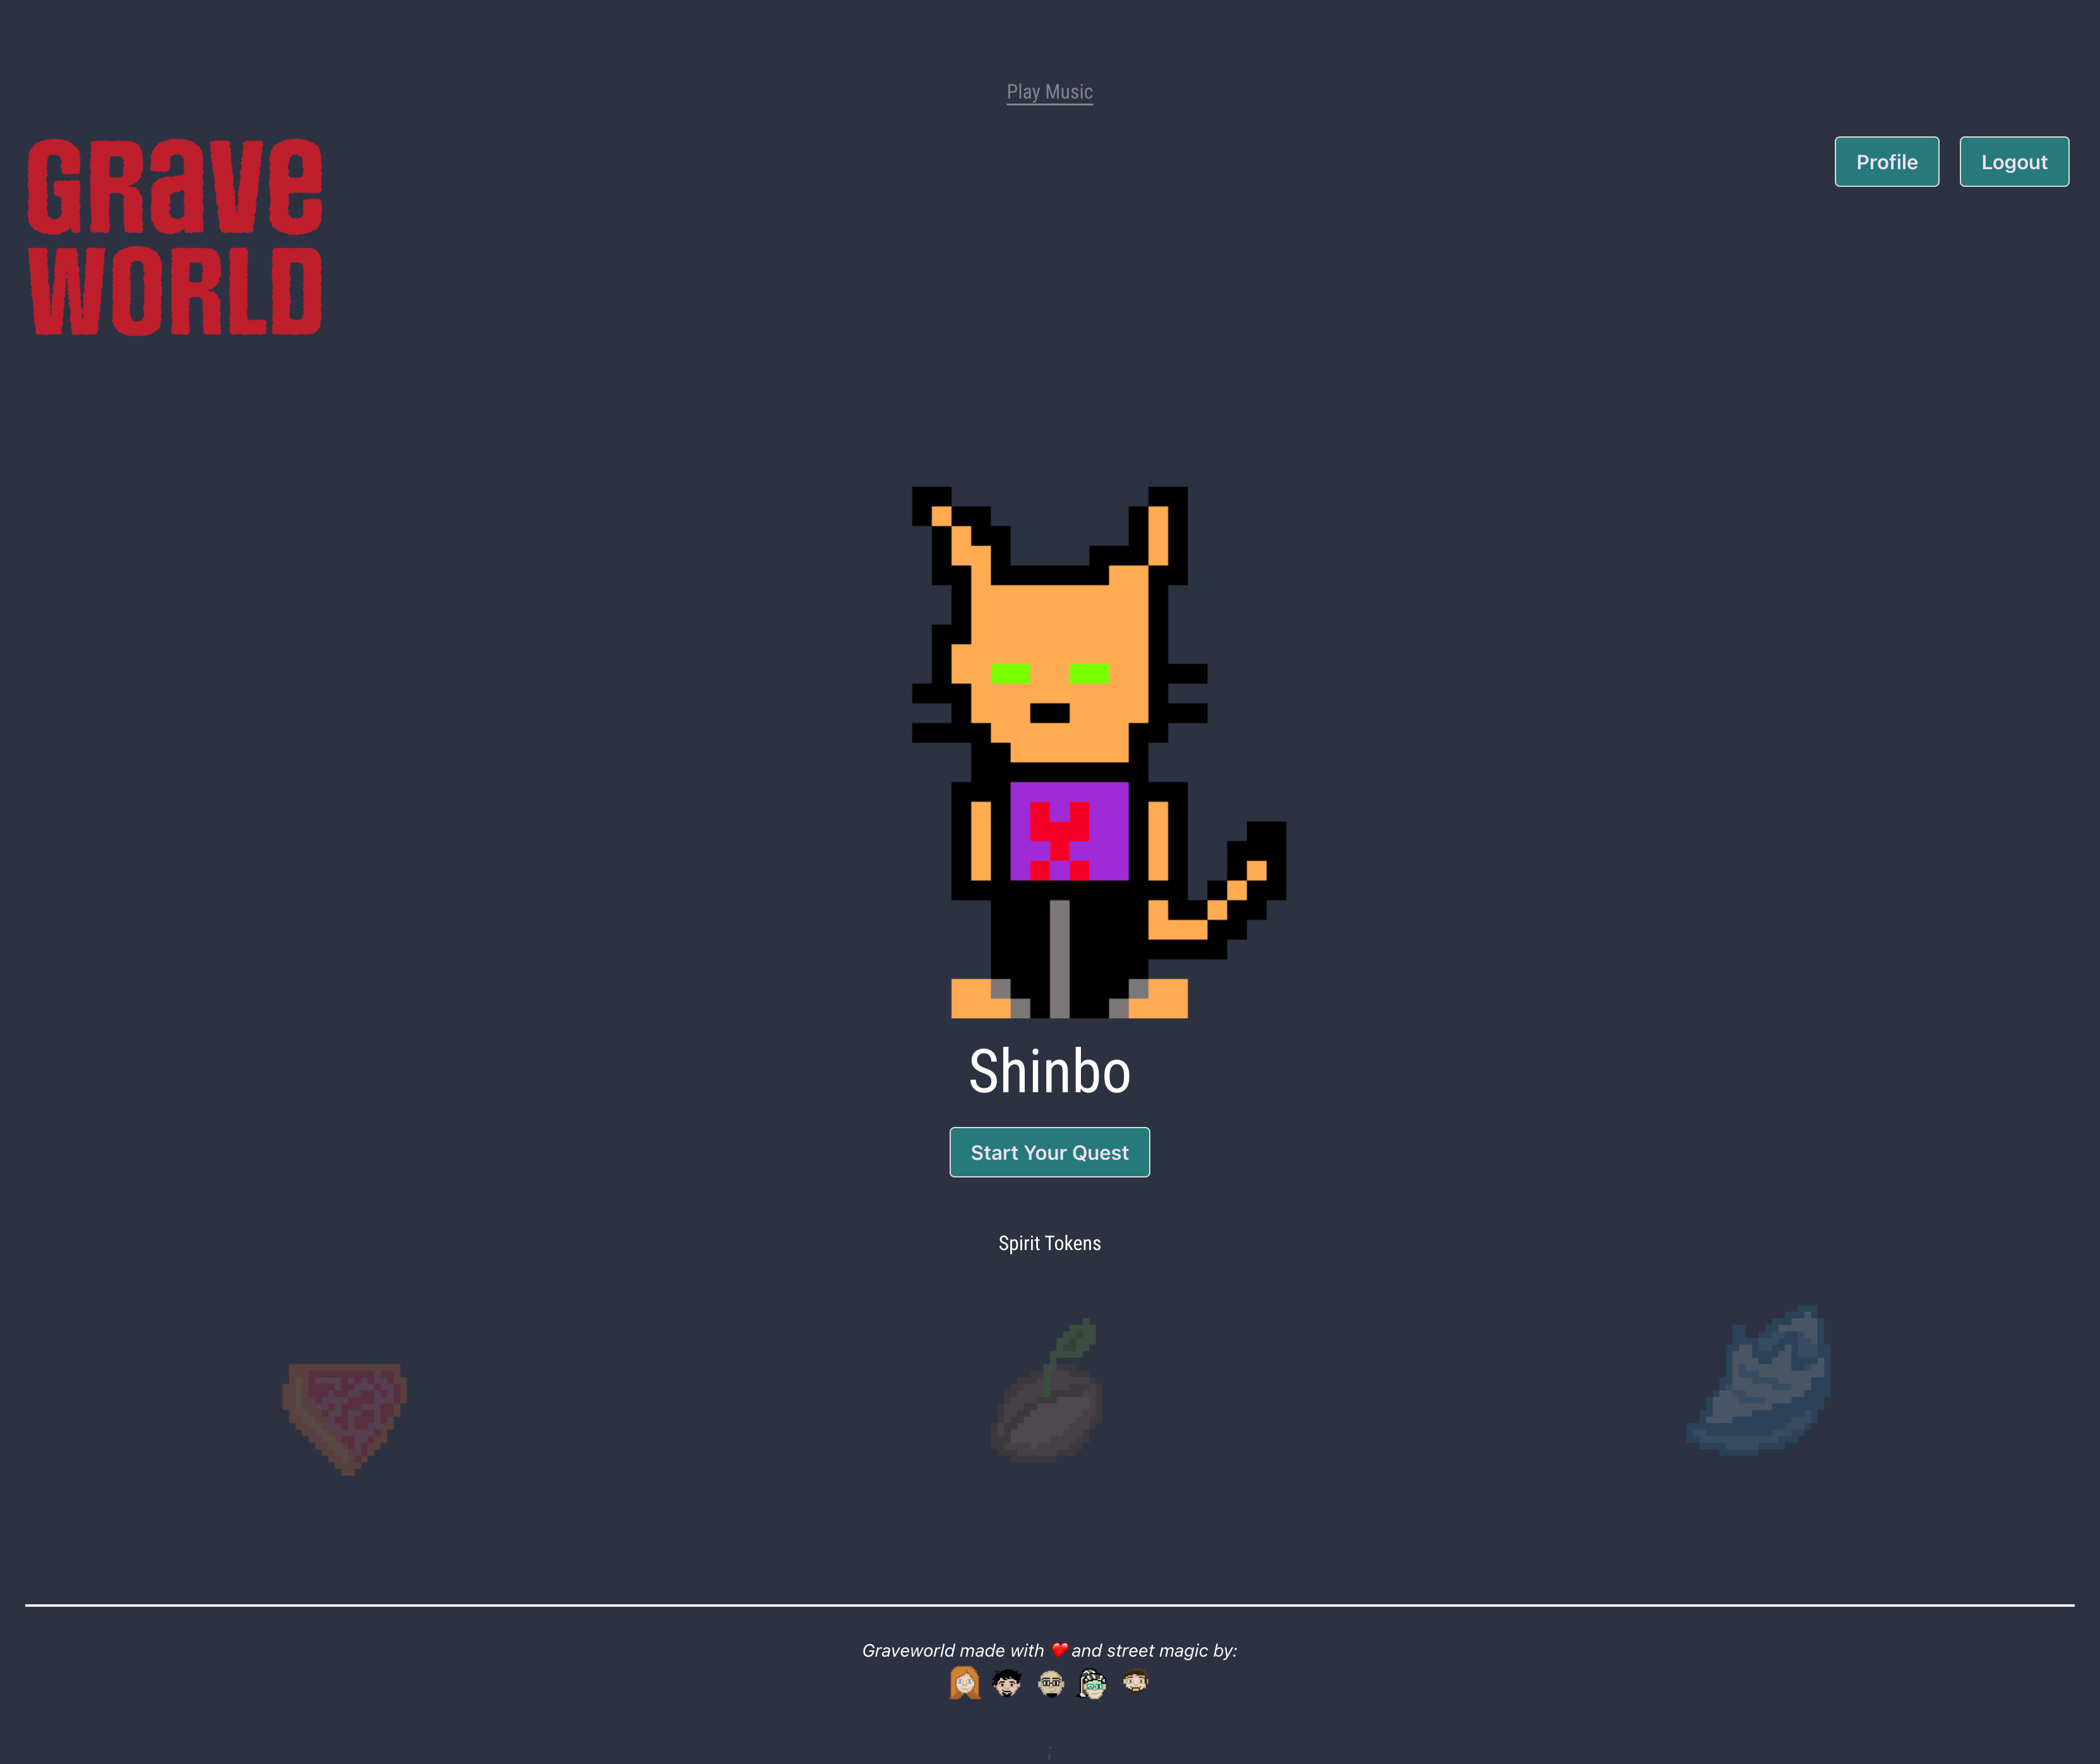 Play Music
GRave
WORLD
Profile
Logout
Shinbo
Start Your Quest
Spirit Tokens
Graveworld made with ❤️ and street magic by:
;